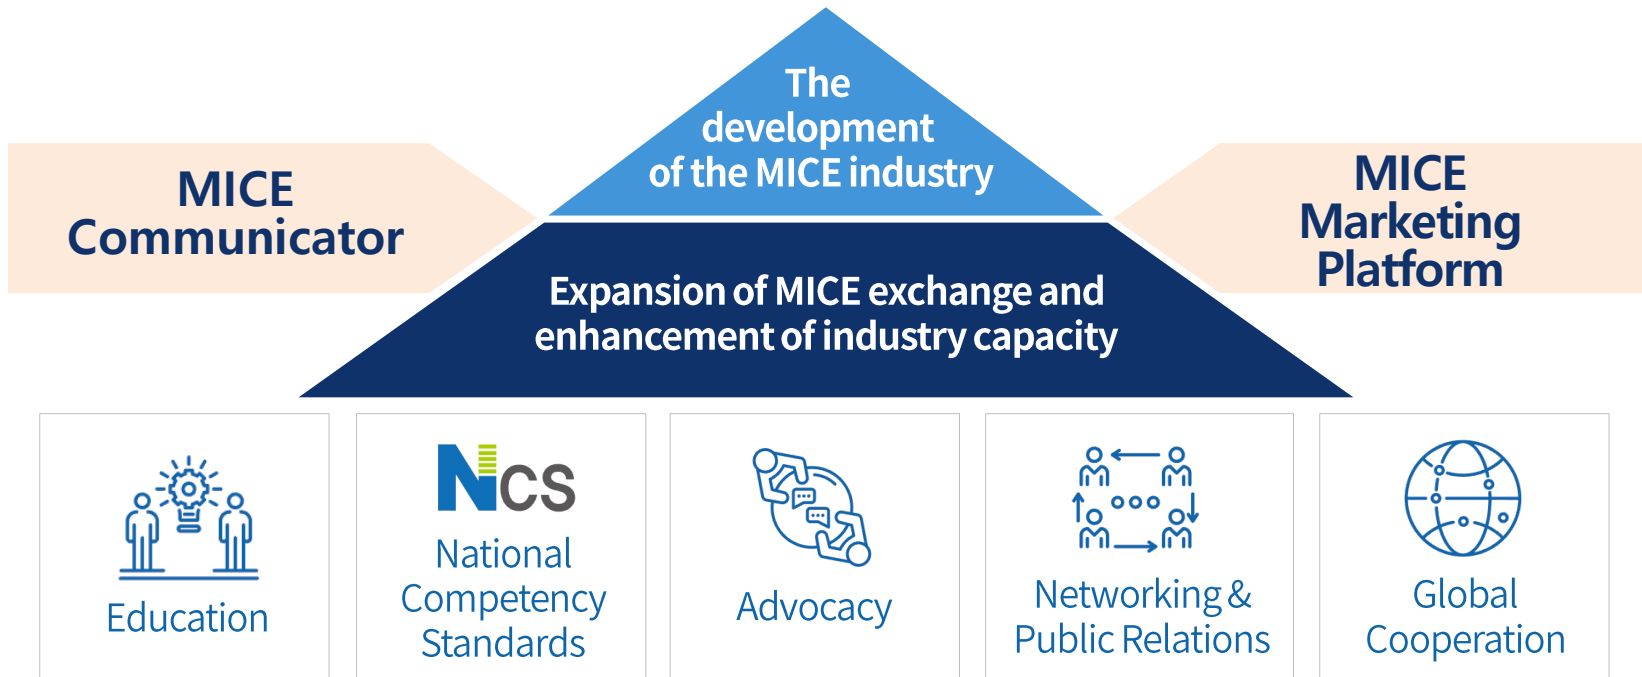 The
development
of the MICE industry
MICE
Communicator
MICE
Marketing
Platform
Expansion of MICE exchange and
enhancement of industry capacity
Education
NCS
National
Competency
Standards
Advocacy
Networking &
Public Relations
Global
Cooperation